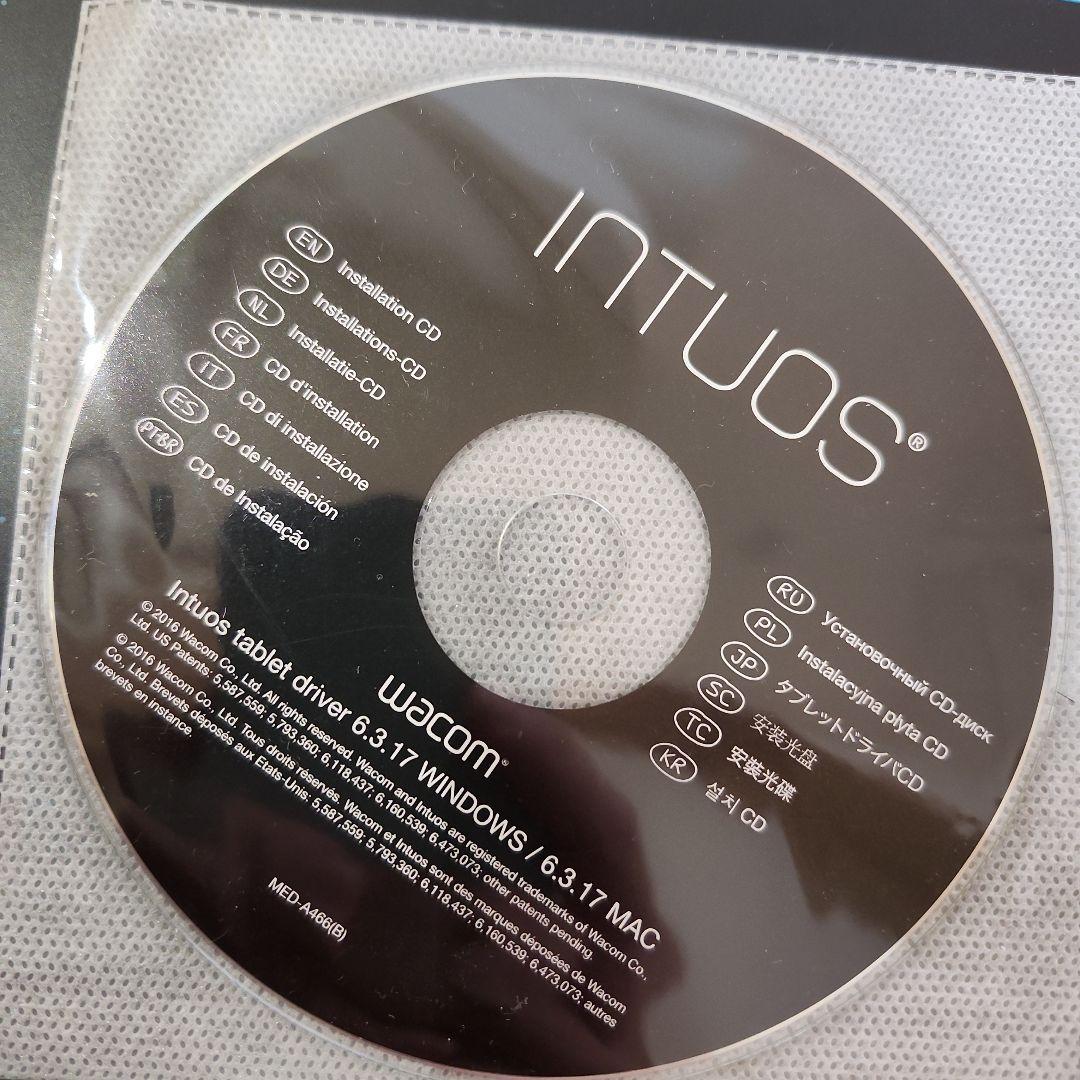 INTUOS®
EN Installation CD
DE Installations-CD
NL Installatie-CD
FR CD d'installation
IT CD di installazione
ES CD de instalación
PTBR CD de Instalação
RU Установочный CD-диск
PL Instalacyjna płyta CD
JP タブレットドライバCD
SC 安装光盘
TC 安裝光碟
KR 설치 CD
wacom®
Intuos tablet driver 6.3.17 WINDOWS / 6.3.17 MAC
© 2016 Wacom Co., Ltd. All rights reserved. Wacom and Intuos are registered trademarks of Wacom Co.,
Ltd. US Patents: 5,587,559; 5,793,360; 6,118,437; 6,160,539; 6,473,073; other patents pending.
© 2016 Wacom Co., Ltd. Tous droits réservés. Wacom et Intuos sont des marques déposées de Wacom
Co., Ltd. Brevets déposés aux Etats-Unis: 5,587,559; 5,793,360; 6,118,437; 6,160,539; 6,473,073; autres
brevets en instance.
MED-A466(B)